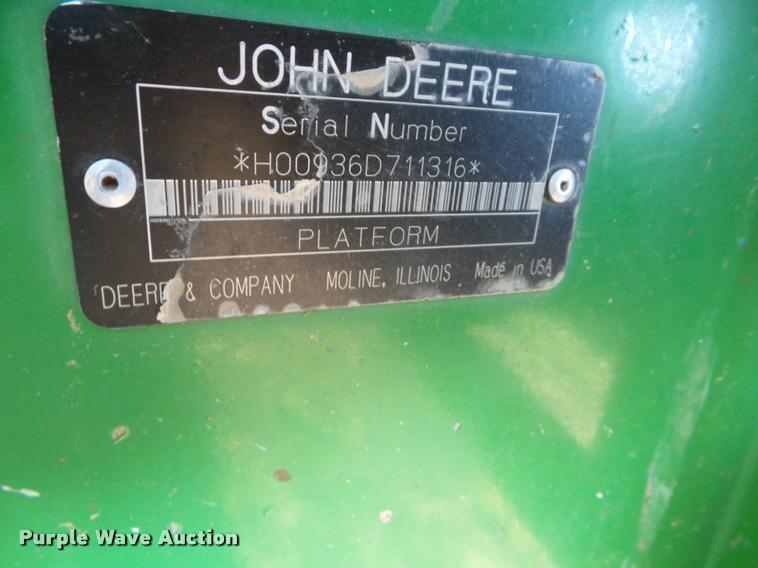 JOHN DEERE
Serial Number
*H00936D711316*
PLATFORM
DEERE & COMPANY MOLINE, ILLINOIS Made in USA
Purple Wave Auction